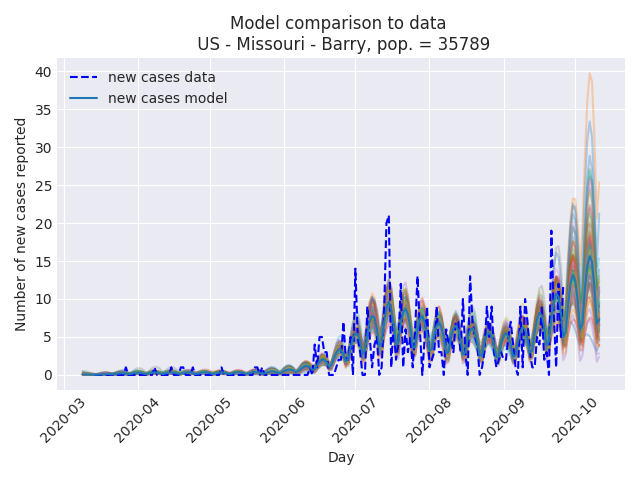 Model comparison to data
US - Missouri - Barry, pop. = 35789
new cases data
new cases model
Number of new cases reported
40
35
30
25
20
15
10
5
0
2020-03
2020-04
2020-05
2020-06
2020-07
2020-08
2020-09
2020-10
Day